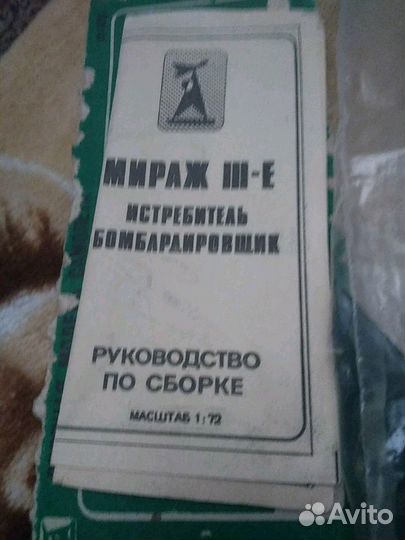 МИРАЖ III-E
ИСТРЕБИТЕЛЬ
БОМБАРДИРОВЩИК
РУКОВОДСТВО
ПО СБОРКЕ
МАСШТАБ 1:72
Avito